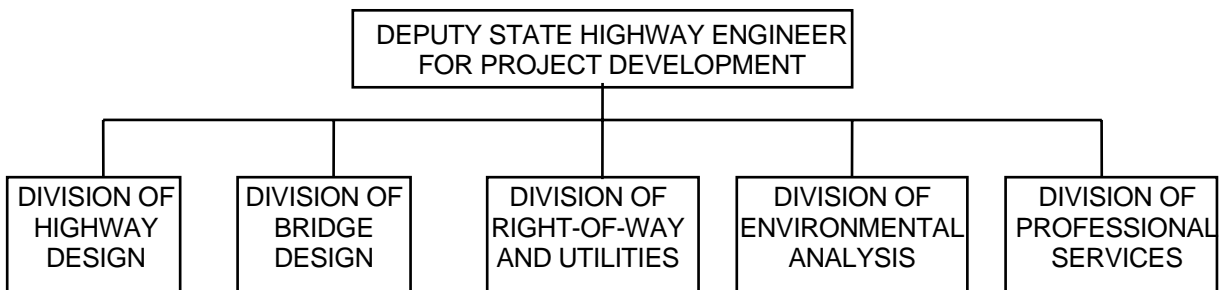 DEPUTY STATE HIGHWAY ENGINEER
FOR PROJECT DEVELOPMENT
DIVISION OF
HIGHWAY
DESIGN
DIVISION OF
BRIDGE
DESIGN
DIVISION OF
RIGHT-OF-WAY
AND UTILITIES
DIVISION OF
ENVIRONMENTAL
ANALYSIS
DIVISION OF
PROFESSIONAL
SERVICES